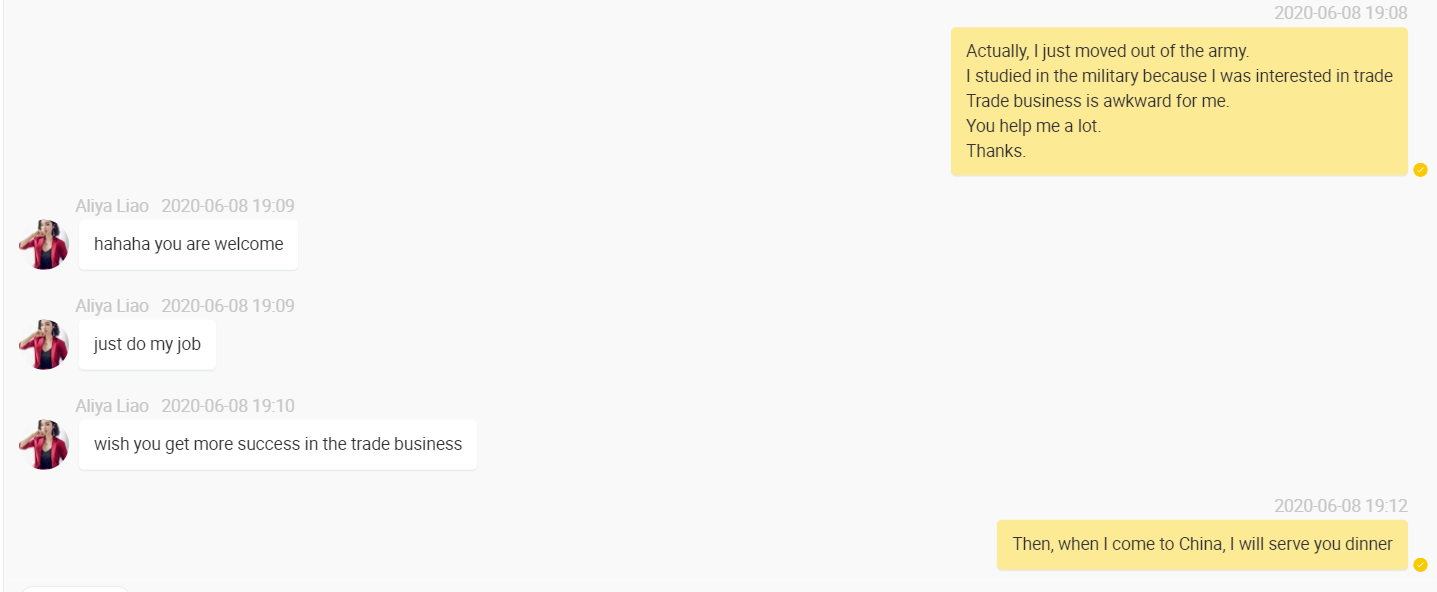 2020-06-08 19:08
Actually, I just moved out of the army.
I studied in the military because I was interested in trade
Trade business is awkward for me.
You help me a lot.
Thanks.
Aliya Liao 2020-06-08 19:09
hahaha you are welcome
Aliya Liao 2020-06-08 19:09
just do my job
Aliya Liao 2020-06-08 19:10
wish you get more success in the trade business
2020-06-08 19:12
Then, when I come to China, I will serve you dinner